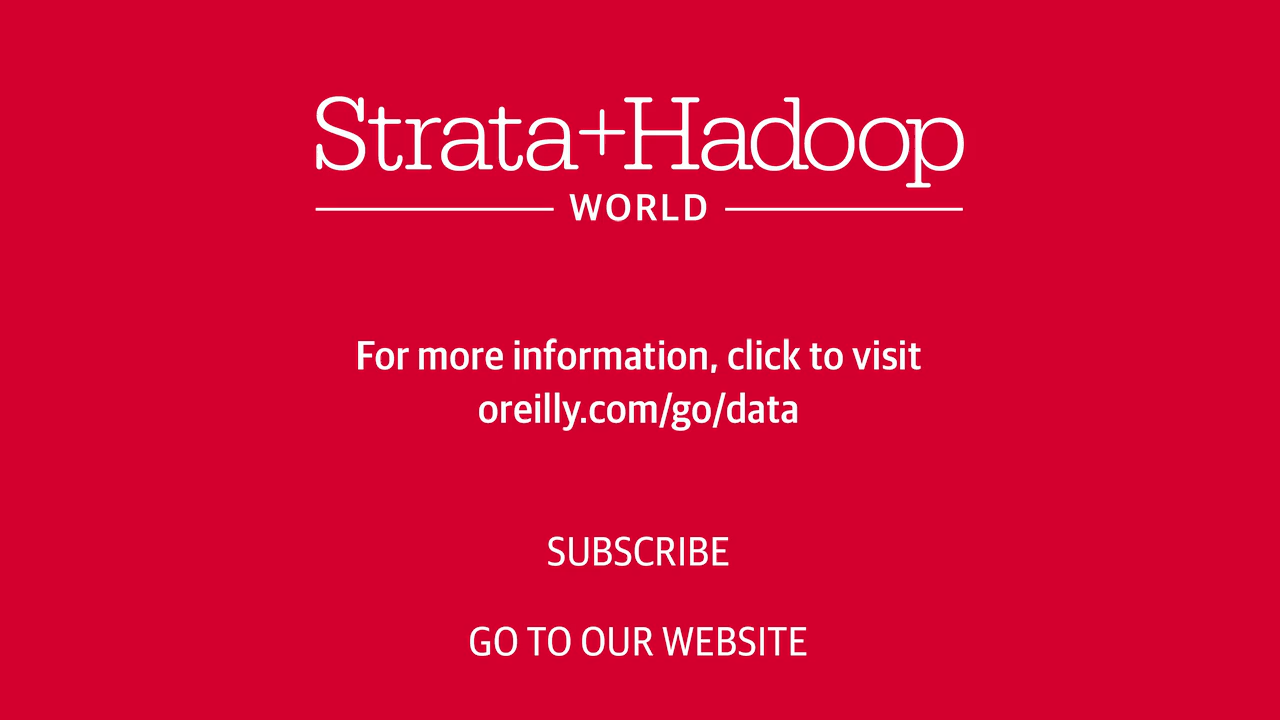 Strata+Hadoop
WORLD
For more information, click to visit
oreilly.com/go/data
SUBSCRIBE
GO TO OUR WEBSITE